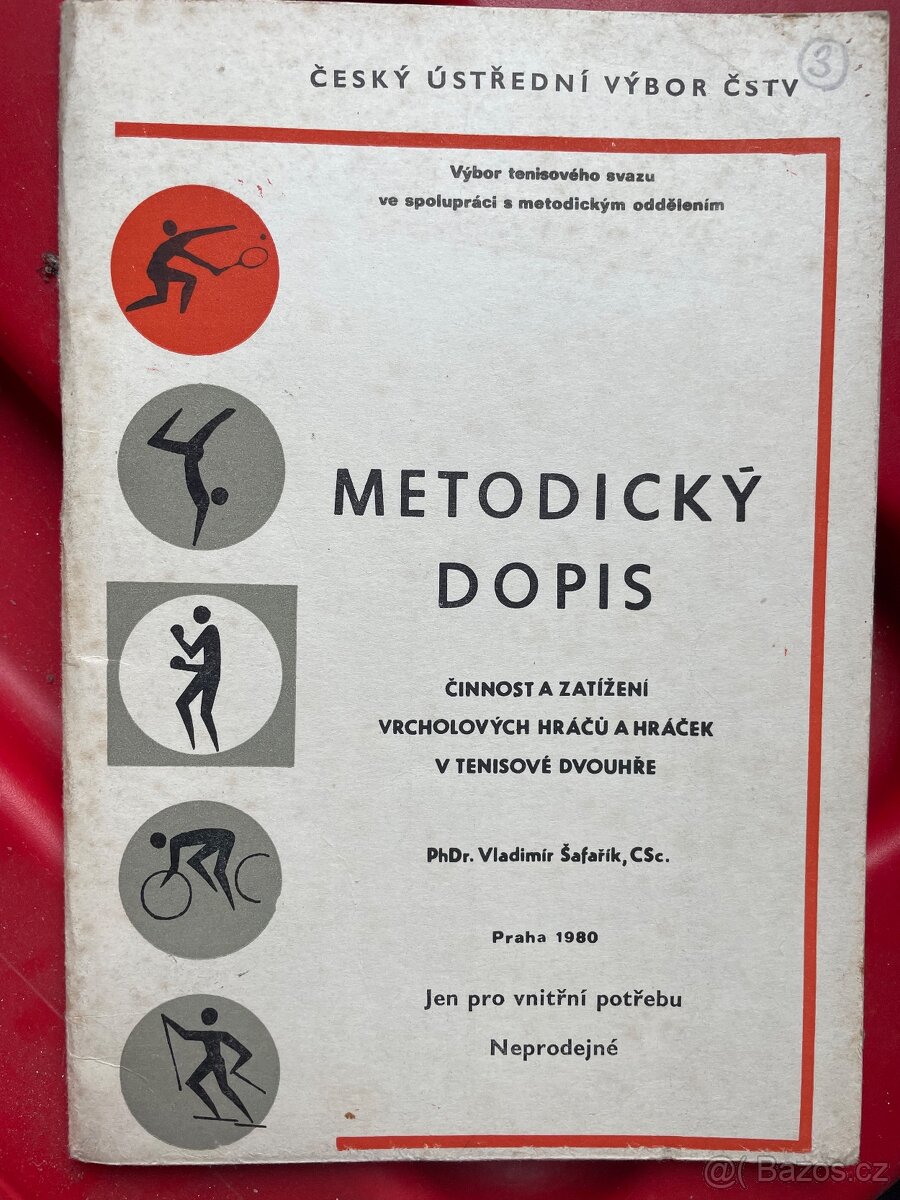 ČESKÝ ÚSTŘEDNÍ VÝBOR ČSTV
3
Výbor tenisového svazu
ve spolupráci s metodickým oddělením
METODICKÝ
DOPIS
ČINNOST A ZATÍŽENÍ
VRCHOLOVÝCH HRÁČŮ A HRÁČEK
V TENISOVÉ DVOUHŘE
PhDr. Vladimír Šafařík, CSc.
Praha 1980
Jen pro vnitřní potřebu
Neprodejné
@( Bazos.cz